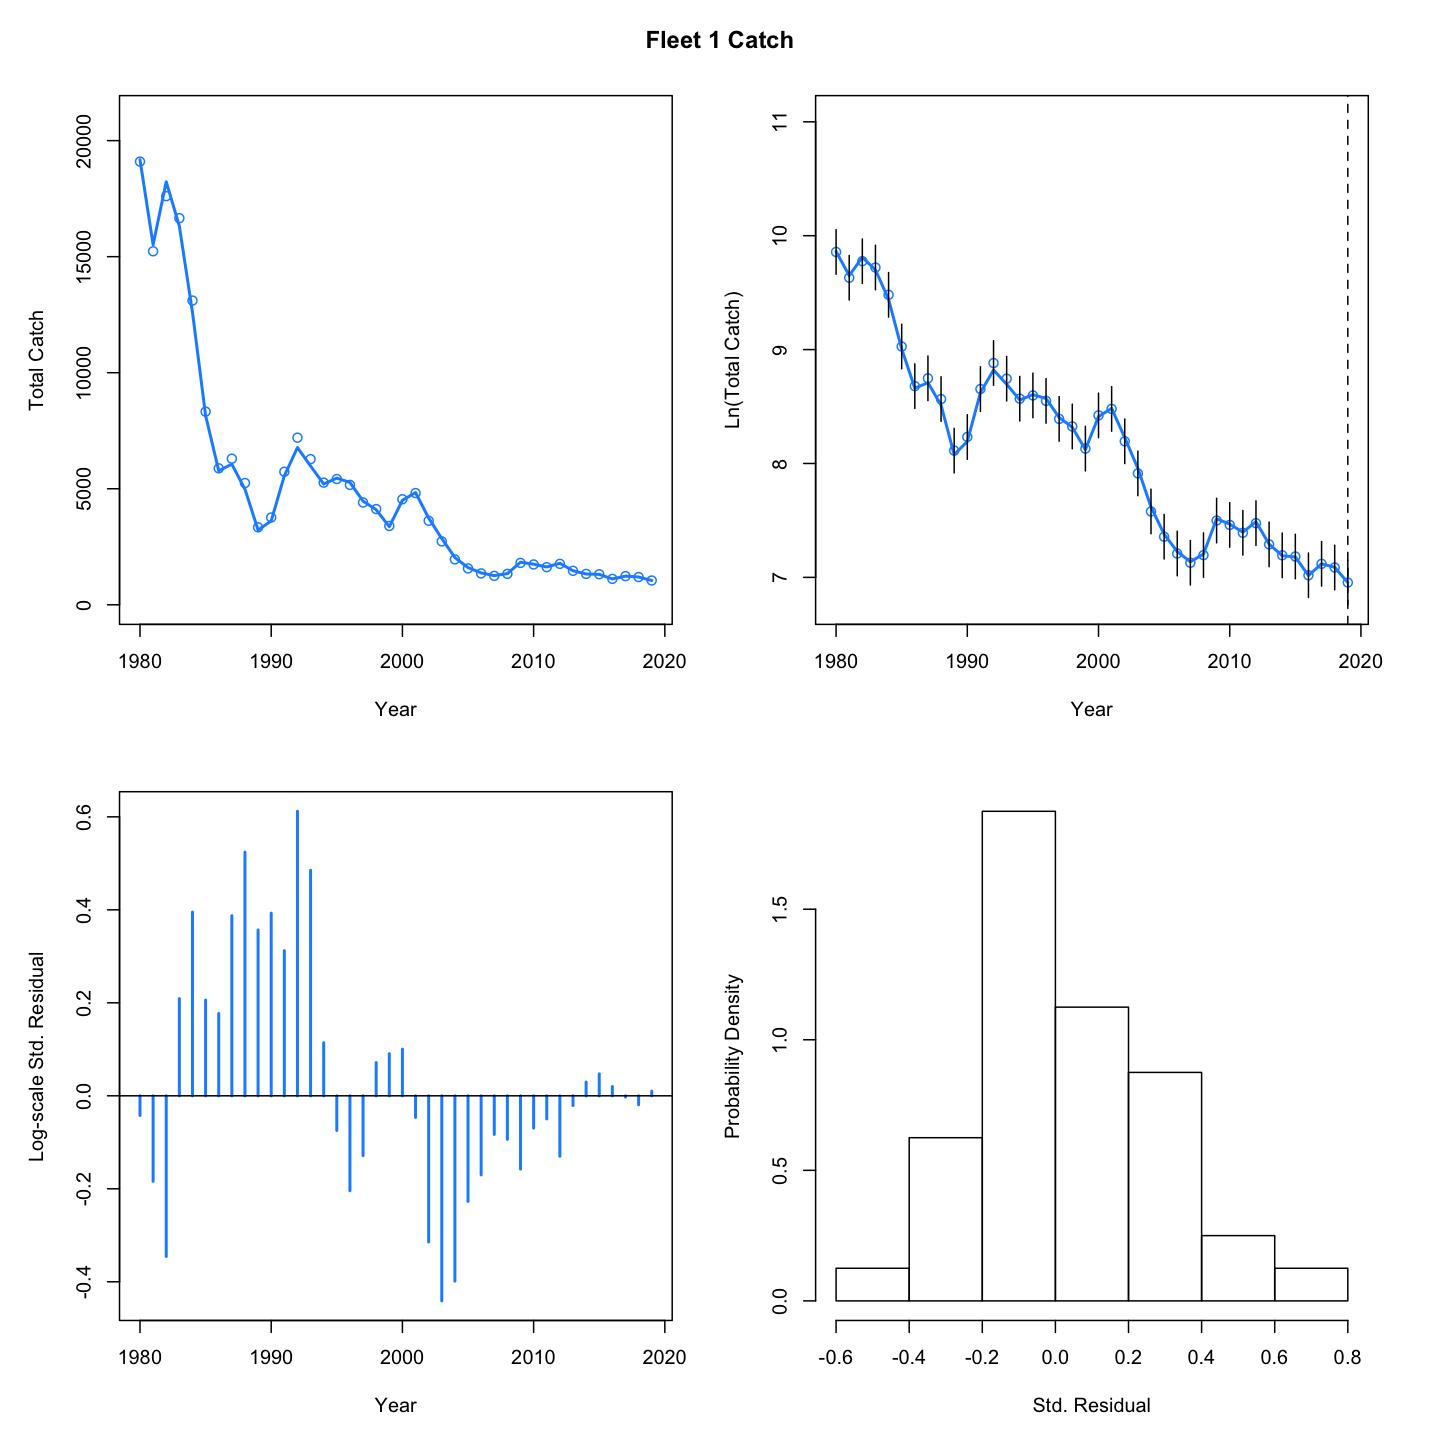 Fleet 1 Catch
Total Catch
0
5000
10000
15000
20000
1980 1990 2000 2010 2020
Year
Ln(Total Catch)
7
8
9
10
11
1980 1990 2000 2010 2020
Year
Log-scale Std. Residual
-0.4
-0.2
0.0
0.2
0.4
0.6
1980 1990 2000 2010 2020
Year
Probability Density
0.0
0.5
1.0
1.5
-0.6 -0.4 -0.2 0.0 0.2 0.4 0.6 0.8
Std. Residual